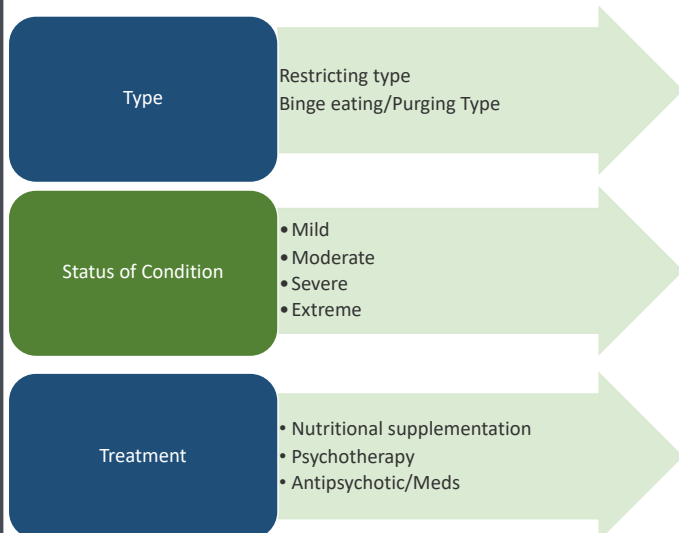 Type
Restricting type
Binge eating/Purging Type
Status of Condition
•Mild
•Moderate
•Severe
•Extreme
Treatment
• Nutritional supplementation
• Psychotherapy
• Antipsychotic/Meds